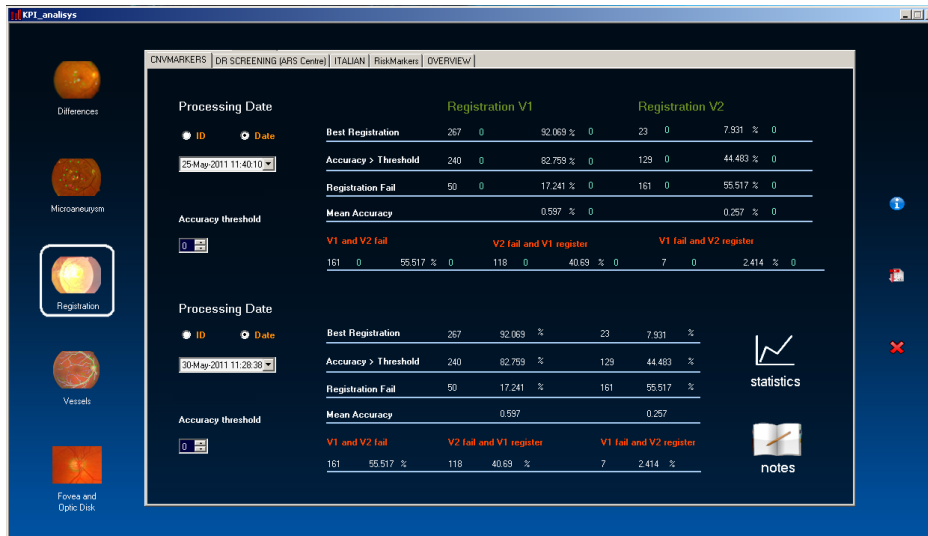 KPI_analisys
CNVMARKERS DR SCREENING (ARS Centre) ITALIAN RiskMarkers OVERVIEW
Differences
Microaneurysm
Registration
Vessels
Fovea and
Optic Disk
Processing Date Registration V1 Registration V2
ID Date
25-May-2011 11:40:10
Accuracy threshold
0
Best Registration 267 0 92.069 % 0 23 0 7.931 % 0
Accuracy > Threshold 240 0 82.759 % 0 129 0 44.483 % 0
Registration Fail 50 0 17.241 % 0 161 0 55.517 % 0
Mean Accuracy 0.597 % 0 0.257 % 0
V1 and V2 fail V2 fail and V1 register V1 fail and V2 register
161 0 55.517 % 0 118 0 40.69 % 0 7 0 2.414 % 0
Processing Date
ID Date
30-May-2011 11:28:38
Accuracy threshold
0
Best Registration 267 92.069 % 23 7.931 %
Accuracy > Threshold 240 82.759 % 129 44.483 %
Registration Fail 50 17.241 % 161 55.517 %
Mean Accuracy 0.597 0.257
V1 and V2 fail V2 fail and V1 register V1 fail and V2 register
161 55.517 % 118 40.69 % 7 2.414 %
statistics
notes